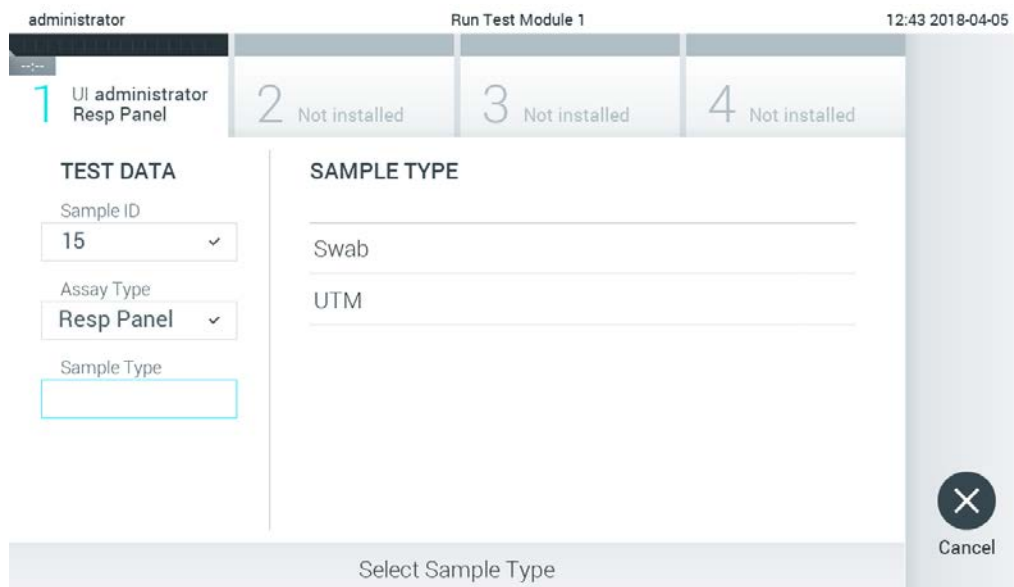 administrator Run Test Module 1 12:43 2018-04-05
--:--
1 UI administrator
Resp Panel
2 Not installed
3 Not installed
4 Not installed
TEST DATA
Sample ID
15
Assay Type
Resp Panel
Sample Type
SAMPLE TYPE
Swab
UTM
Cancel
Select Sample Type